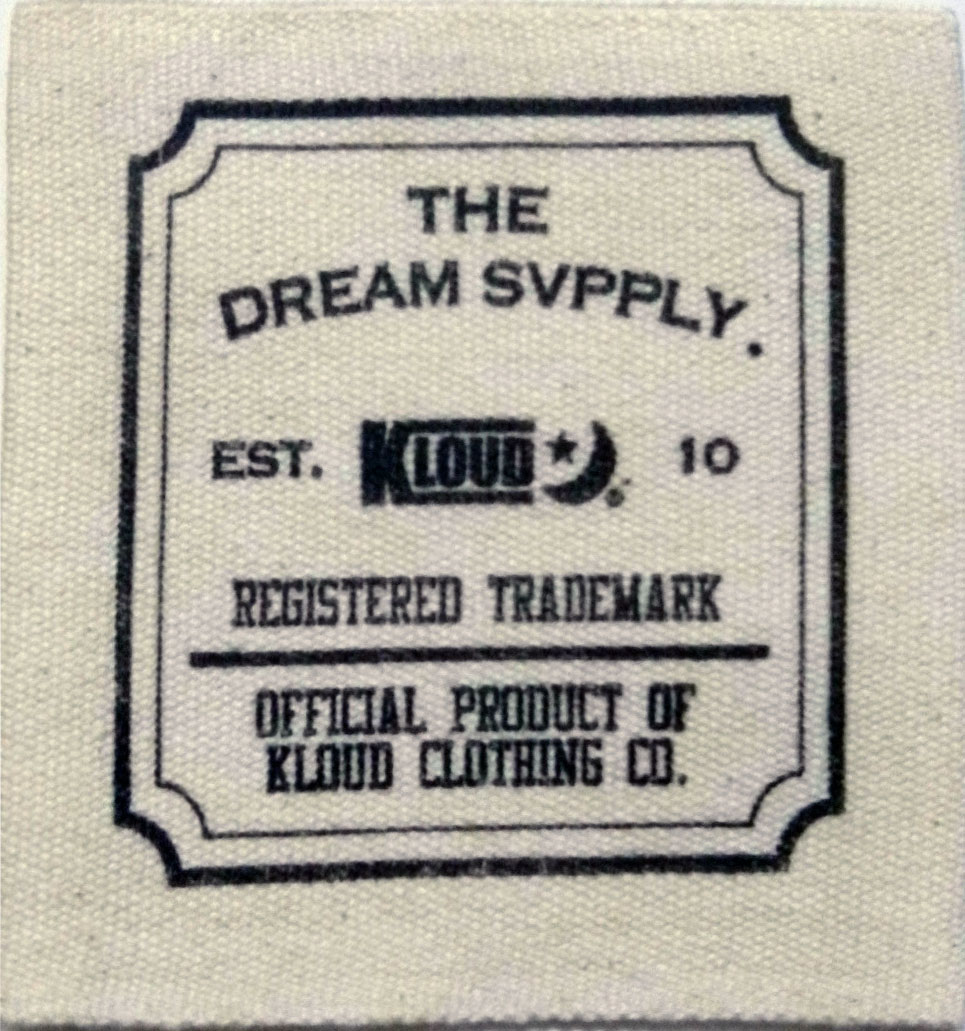 THE
DREAM SVPPLY.
EST. KLOUD ® 10
REGISTERED TRADEMARK
OFFICIAL PRODUCT OF
KLOUD CLOTHING CO.